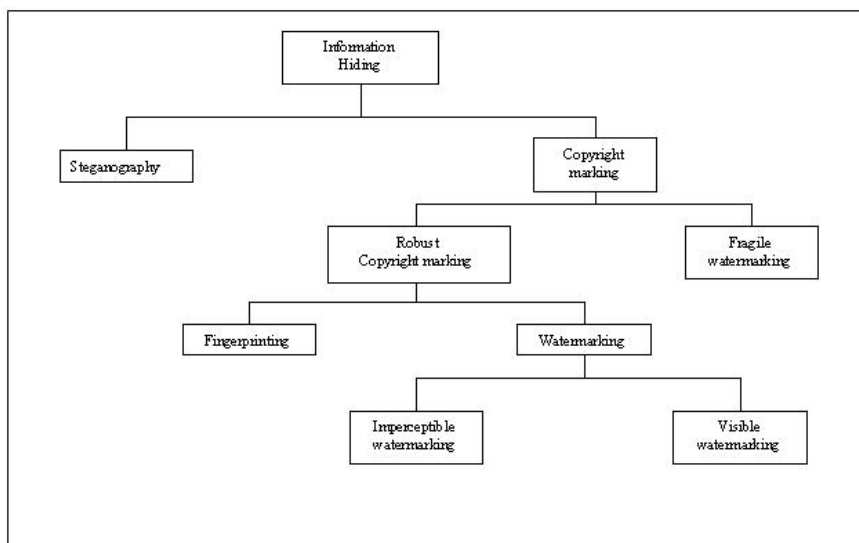 Information
Hiding
Steganography
Copyright
marking
Robust
Copyright marking
Fragile
watermarking
Fingerprinting
Watermarking
Imperceptible
watermarking
Visible
watermarking